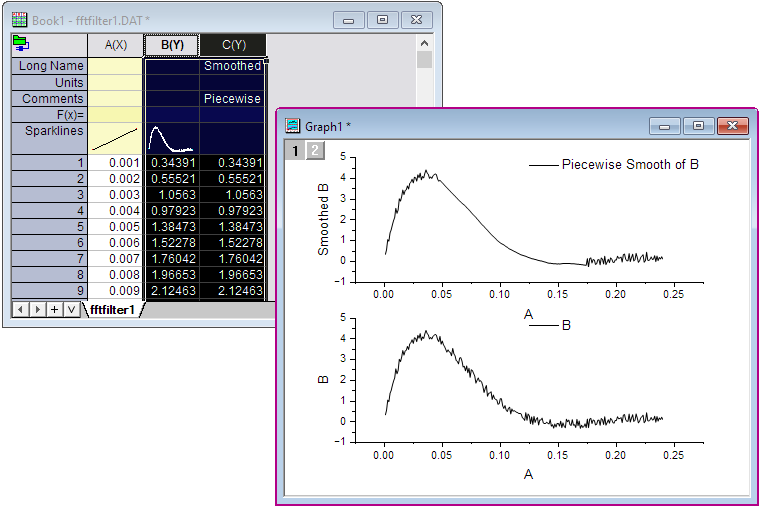 Book1 - fftfilter1.DAT *
A(X) B(Y) C(Y)
Long Name Smoothed
Units
Comments Piecewise
F(x)=
Sparklines
1 0.001 0.34391 0.34391
2 0.002 0.55521 0.55521
3 0.003 1.0563 1.0563
4 0.004 0.97923 0.97923
5 0.005 1.38473 1.38473
6 0.006 1.52278 1.52278
7 0.007 1.76042 1.76042
8 0.008 1.96653 1.96653
9 0.009 2.12463 2.12463
fftfilter1
Graph1 *
1 2
Piecewise Smooth of B
Smoothed B
5
4
3
2
1
0
−1
0.00 0.05 0.10 0.15 0.20 0.25
A
B
B
5
4
3
2
1
0
−1
0.00 0.05 0.10 0.15 0.20 0.25
A